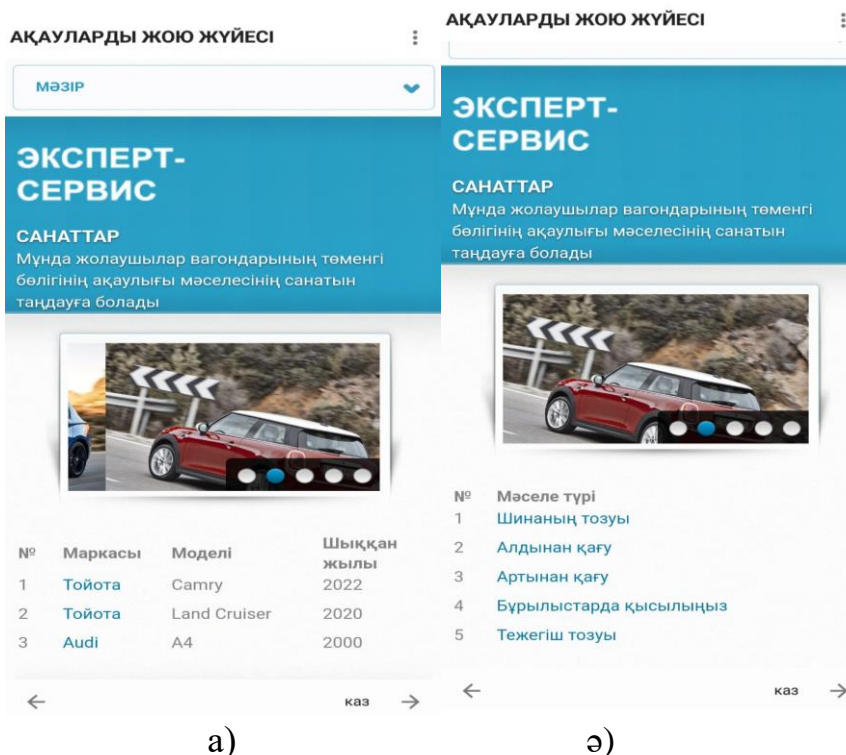 АҚАУЛАРДЫ ЖОЮ ЖҮЙЕСІ
МӘЗІР
ЭКСПЕРТ-
СЕРВИС
САНАТТАР
Мұнда жолаушылар вагондарының төменгі
бөлігінің ақаулығы мәселесінің санатын
таңдауға болады
№ Маркасы Моделі Шыққан
жылы
1 Тойота Camry 2022
2 Тойота Land Cruiser 2020
3 Audi A4 2000
каз
а)
АҚАУЛАРДЫ ЖОЮ ЖҮЙЕСІ
ЭКСПЕРТ-
СЕРВИС
САНАТТАР
Мұнда жолаушылар вагондарының төменгі
бөлігінің ақаулығы мәселесінің санатын
таңдауға болады
№ Мәселе түрі
1 Шинаның тозуы
2 Алдынан қағу
3 Артынан қағу
4 Бұрылыстарда қысылыңыз
5 Тежегіш тозуы
каз
ә)